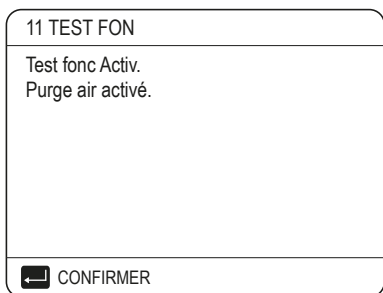 11 TEST FON
Test fonc Activ.
Purge air activé.
CONFIRMER